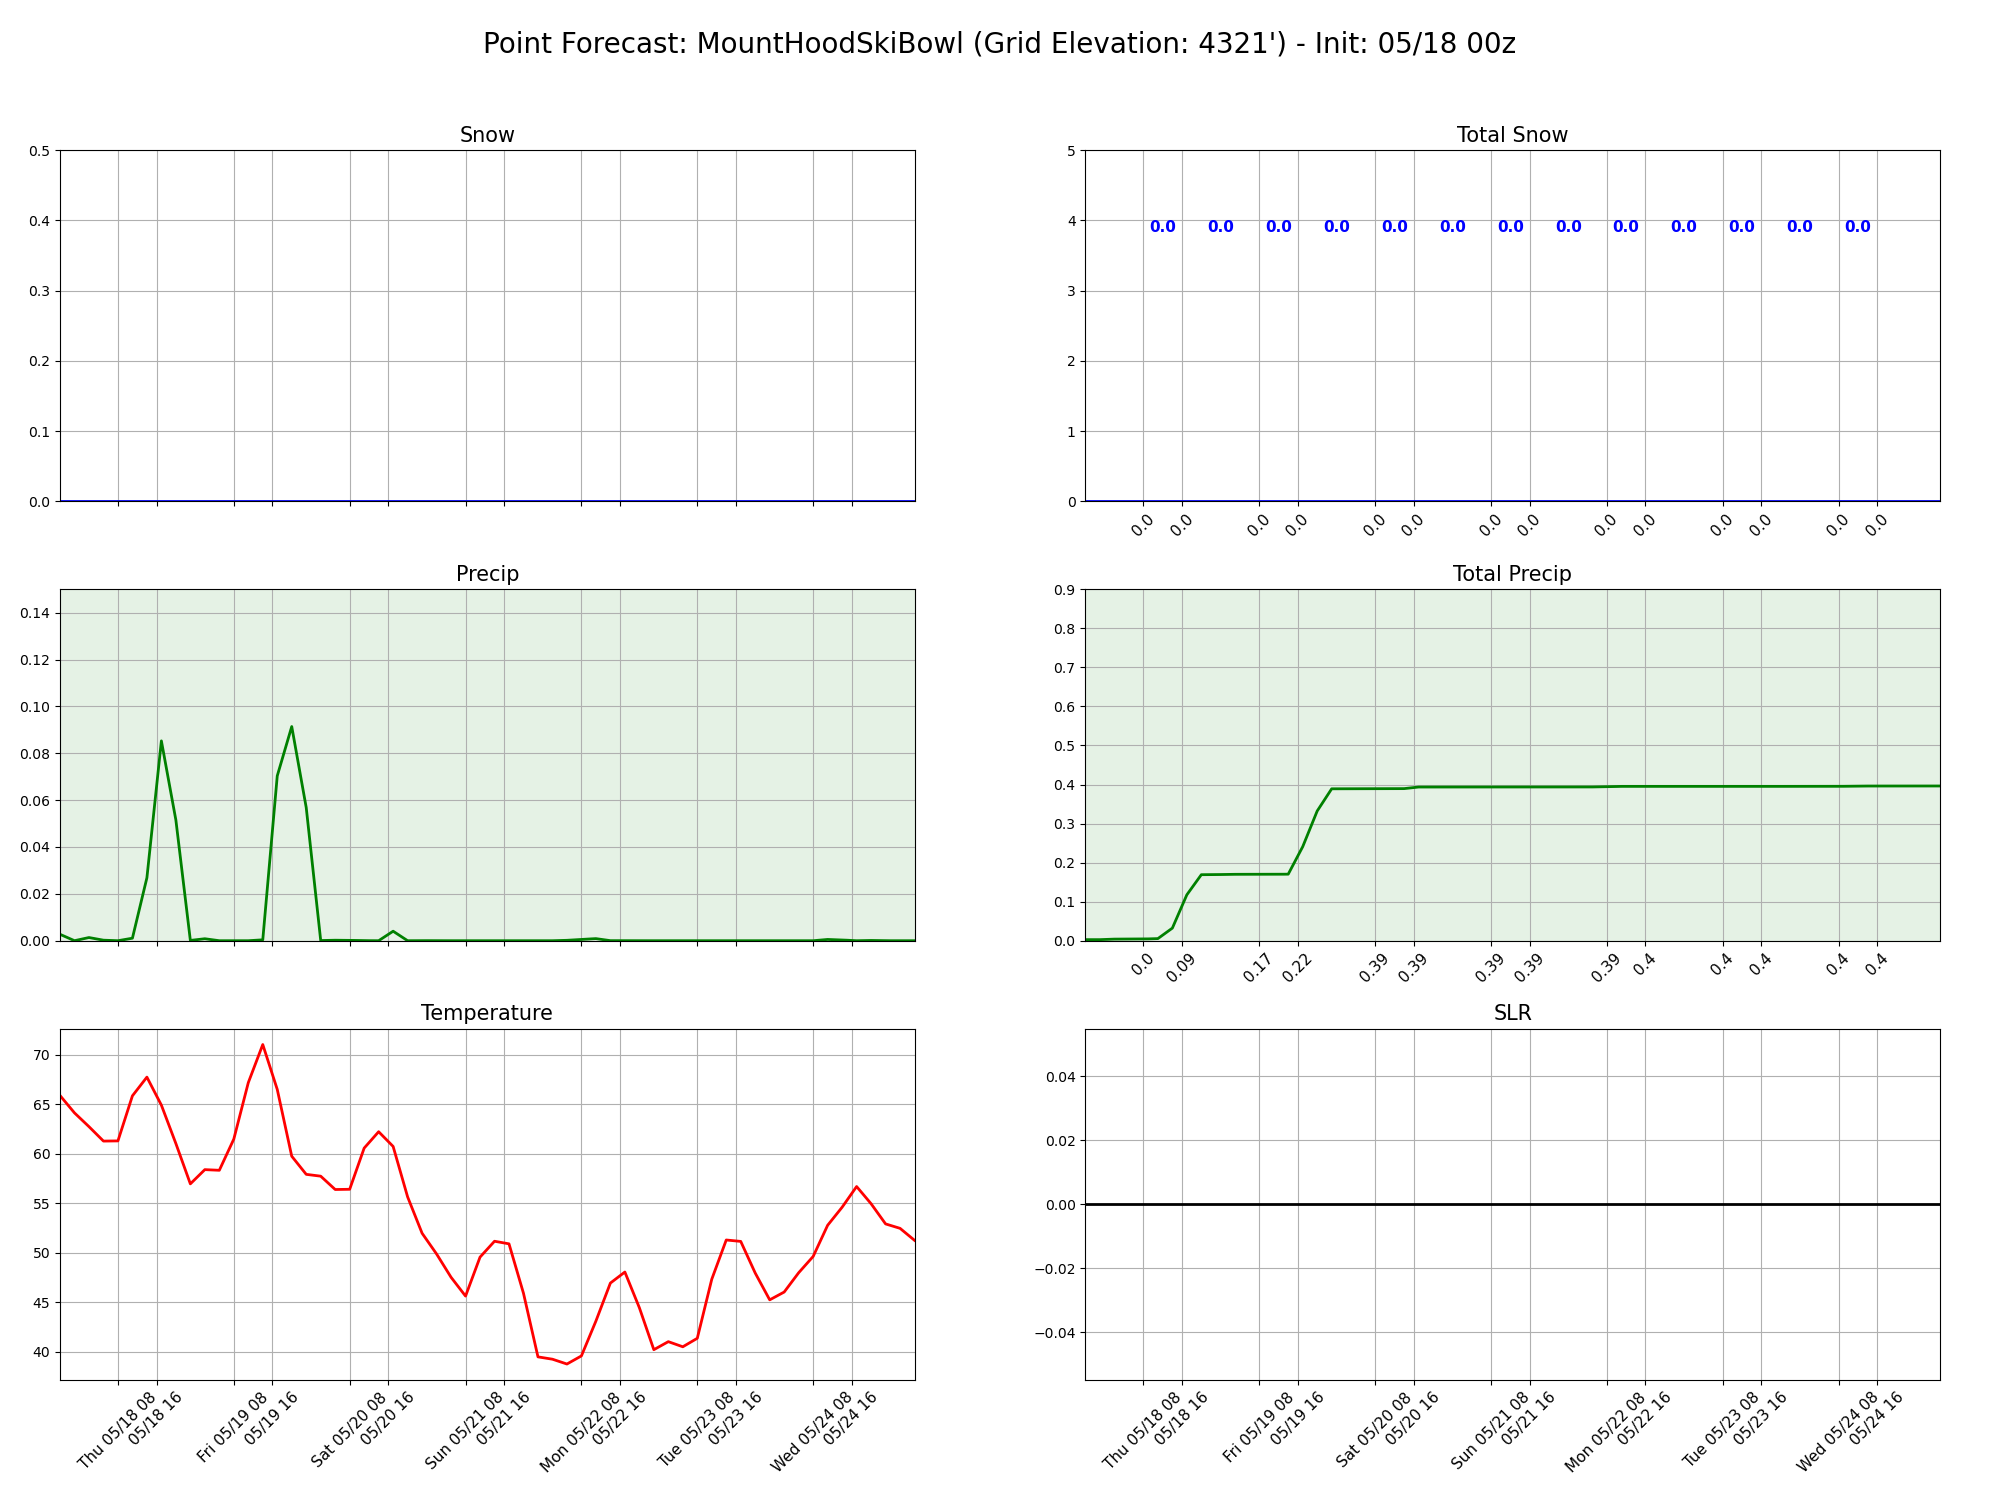 Point Forecast: MountHoodSkiBowl (Grid Elevation: 4321') - Init: 05/18 00z
Snow
0.5
0.4
0.3
0.2
0.1
0.0
Total Snow
5
4
3
2
1
0
0.0 0.0 0.0 0.0 0.0 0.0 0.0 0.0 0.0 0.0 0.0 0.0 0.0
0.0 0.0 0.0 0.0 0.0 0.0 0.0 0.0 0.0 0.0 0.0 0.0 0.0 0.0
Precip
0.14
0.12
0.10
0.08
0.06
0.04
0.02
0.00
Total Precip
0.9
0.8
0.7
0.6
0.5
0.4
0.3
0.2
0.1
0.0
0.0 0.09 0.17 0.22 0.39 0.39 0.39 0.39 0.39 0.4 0.4 0.4 0.4 0.4
Temperature
70
65
60
55
50
45
40
Thu 05/18 08
05/18 16
Fri 05/19 08
05/19 16
Sat 05/20 08
05/20 16
Sun 05/21 08
05/21 16
Mon 05/22 08
05/22 16
Tue 05/23 08
05/23 16
Wed 05/24 08
05/24 16
SLR
0.04
0.02
0.00
−0.02
−0.04
Thu 05/18 08
05/18 16
Fri 05/19 08
05/19 16
Sat 05/20 08
05/20 16
Sun 05/21 08
05/21 16
Mon 05/22 08
05/22 16
Tue 05/23 08
05/23 16
Wed 05/24 08
05/24 16